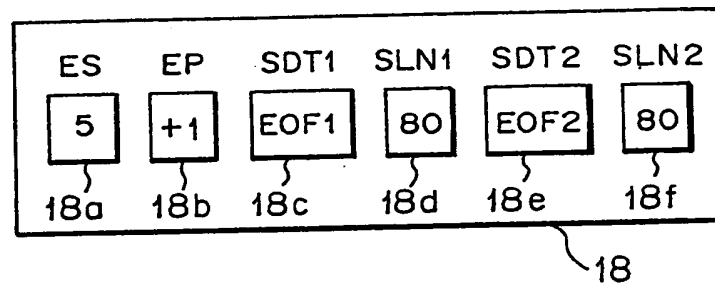 ES EP SDT1 SLN1 SDT2 SLN2
5 +1 EOF1 80 EOF2 80
18a 18b 18c 18d 18e 18f
18